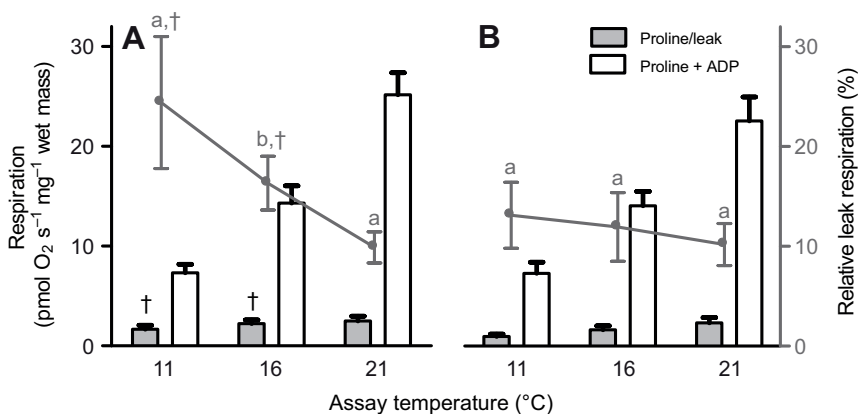 A
B
a,†
b,†
a
a
a
a
†
†
Proline/leak
Proline + ADP
30
20
10
0
30
20
10
0
11
16
21
11
16
21
Respiration
(pmol O₂ s⁻¹ mg⁻¹ wet mass)
Relative leak respiration (%)
Assay temperature (°C)